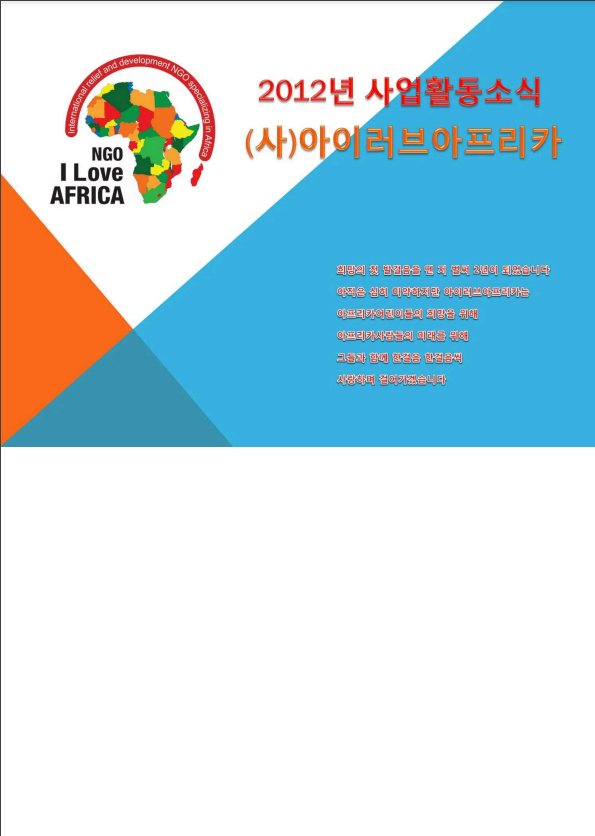 International relief and development NGO specializing in Africa
NGO
I Love
AFRICA
2012년 사업활동소식
(사)아이러브아프리카
희망의 첫 발걸음을 뗀 지 벌써 2년이 되었습니다
아직은 심히 미약하지만 아이러브아프리카는
아프리카어린이들의 희망을 위해
아프리카사람들의 미래를 위해
그들과 함께 한걸음 한걸음씩
사랑하며 걸어가겠습니다